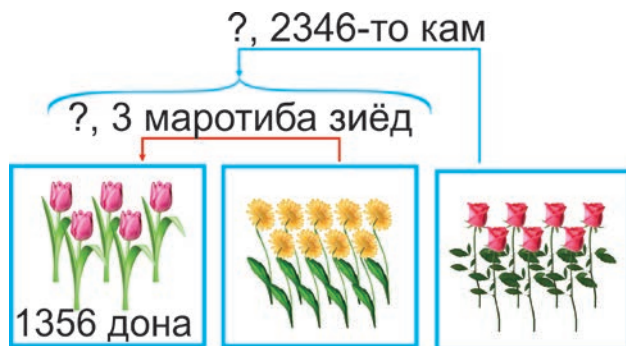 ?, 2346-то кам
?, 3 маротиба зиёд
1356 дона